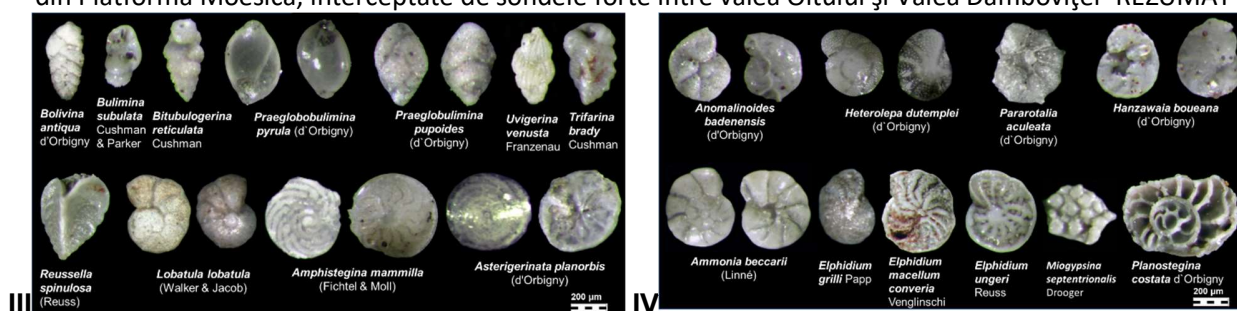 din Platforma Moesică, interceptate de sondele forte între Valea Oltului şi Valea Dâmboviţei REZUMAT
Bolivina
antiqua
d'Orbigny
Bulimina
subulata
Cushman
& Parker
Bitubulogerina
reticulata
Cushman
Praeglobobulimina
pyrula (d`Orbigny)
Praeglobulimina
pupoides
(d`Orbigny)
Uvigerina
venusta
Franzenau
Trifarina
brady
Cushman
Reussella
spinulosa
(Reuss)
Lobatula lobatula
(Walker & Jacob)
Amphistegina mammilla
(Fichtel & Moll)
Asterigerinata planorbis
(d'Orbigny)
200 µm
III
Anomalinoides
badenensis
(d'Orbigny)
Heterolepa dutemplei
(d`Orbigny)
Pararotalia
aculeata
(d`Orbigny)
Hanzawaia boueana
(d`Orbigny)
Ammonia beccarii
(Linné)
Elphidium
grilli Papp
Elphidium
macellum
converia
Venglinschi
Elphidium
ungeri
Reuss
Miogypsina
septentrionalis
Drooger
Planostegina
costata d`Orbigny
200 µm
IV